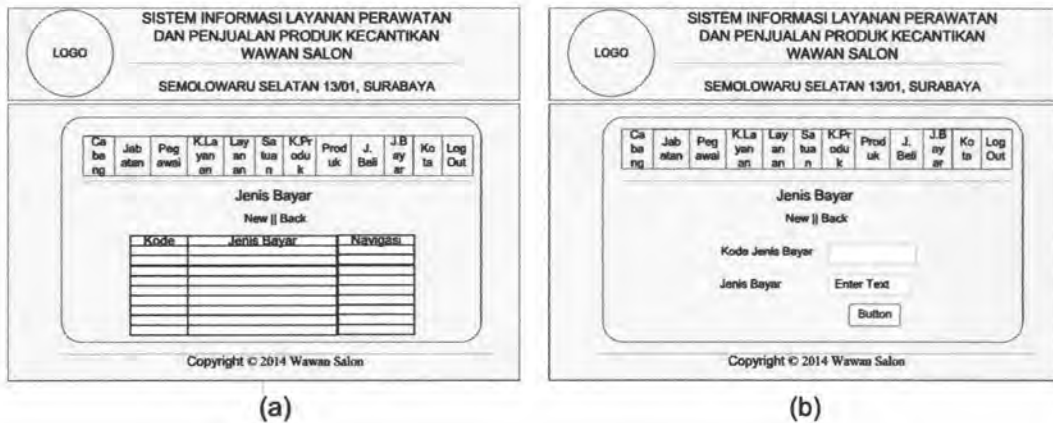 LOGO
SISTEM INFORMASI LAYANAN PERAWATAN
DAN PENJUALAN PRODUK KECANTIKAN
WAWAN SALON
SEMOLOWARU SELATAN 13/01, SURABAYA
Ca ba ng Jab atan Peg awai K.La yan an Lay an an Sa tua n K.Pr odu k Prod uk J. Beli J.B ay ar Ko ta Log Out
Jenis Bayar
New || Back
Kode Jenis Bayar Navigasi
Copyright © 2014 Wawan Salon
(a)
LOGO
SISTEM INFORMASI LAYANAN PERAWATAN
DAN PENJUALAN PRODUK KECANTIKAN
WAWAN SALON
SEMOLOWARU SELATAN 13/01, SURABAYA
Ca ba ng Jab atan Peg awai K.La yan an Lay an an Sa tua n K.Pr odu k Prod uk J. Beli J.B ay ar Ko ta Log Out
Jenis Bayar
New || Back
Kode Jenis Bayar
Jenis Bayar Enter Text
Button
Copyright © 2014 Wawan Salon
(b)